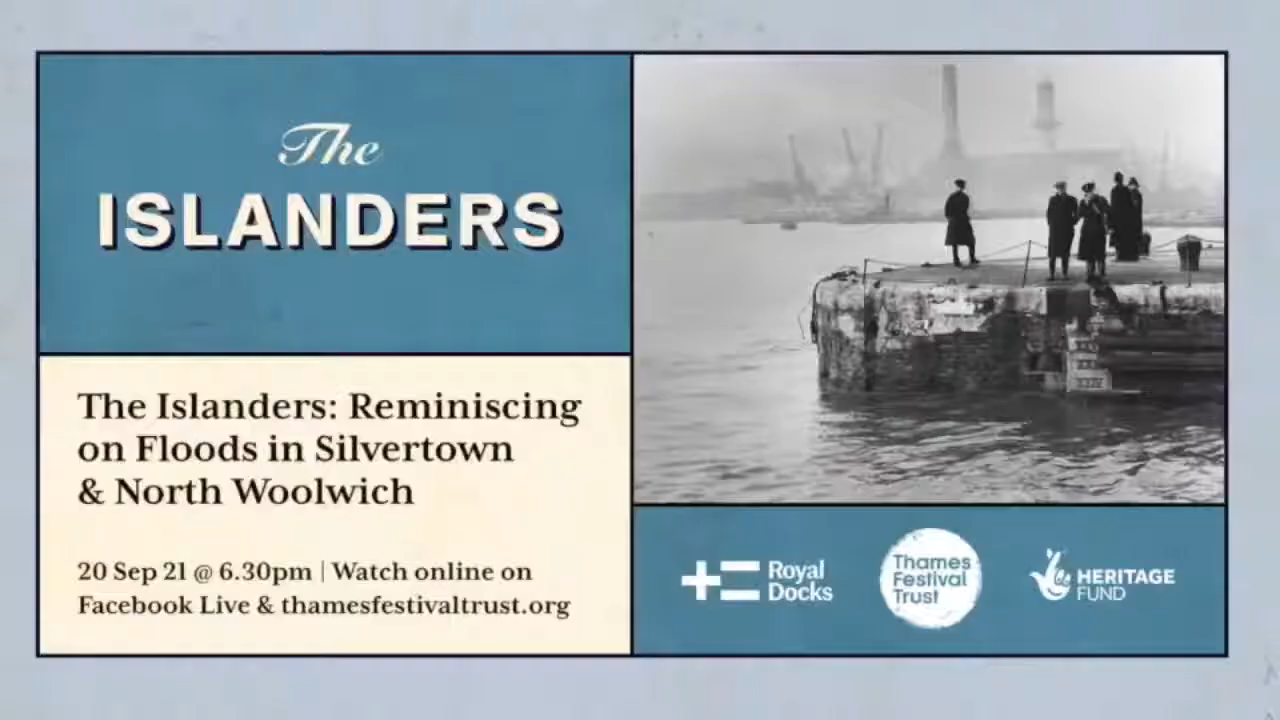 The
ISLANDERS
The Islanders: Reminiscing
on Floods in Silvertown
& North Woolwich
20 Sep 21 @ 6.30pm | Watch online on
Facebook Live & thamesfestivaltrust.org
Royal
Docks
Thames
Festival
Trust
HERITAGE
FUND